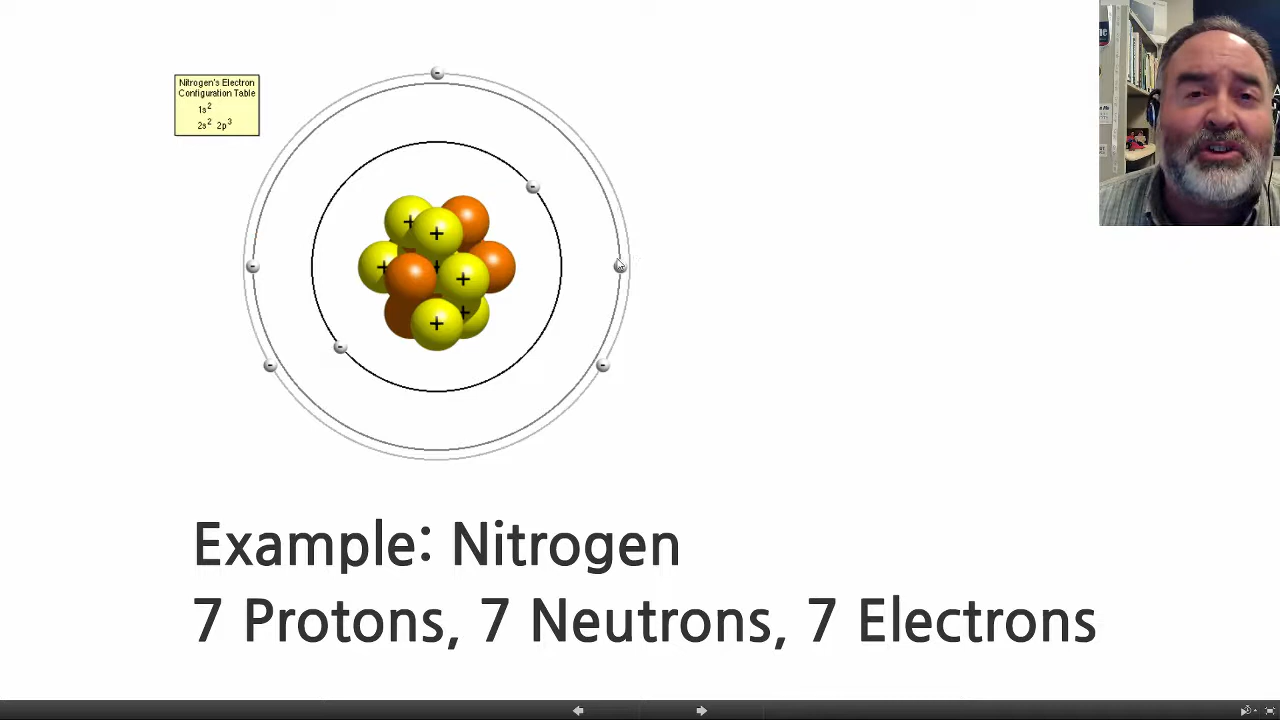 Nitrogen's Electron
Configuration Table
1s²
2s² 2p³
Example: Nitrogen
7 Protons, 7 Neutrons, 7 Electrons